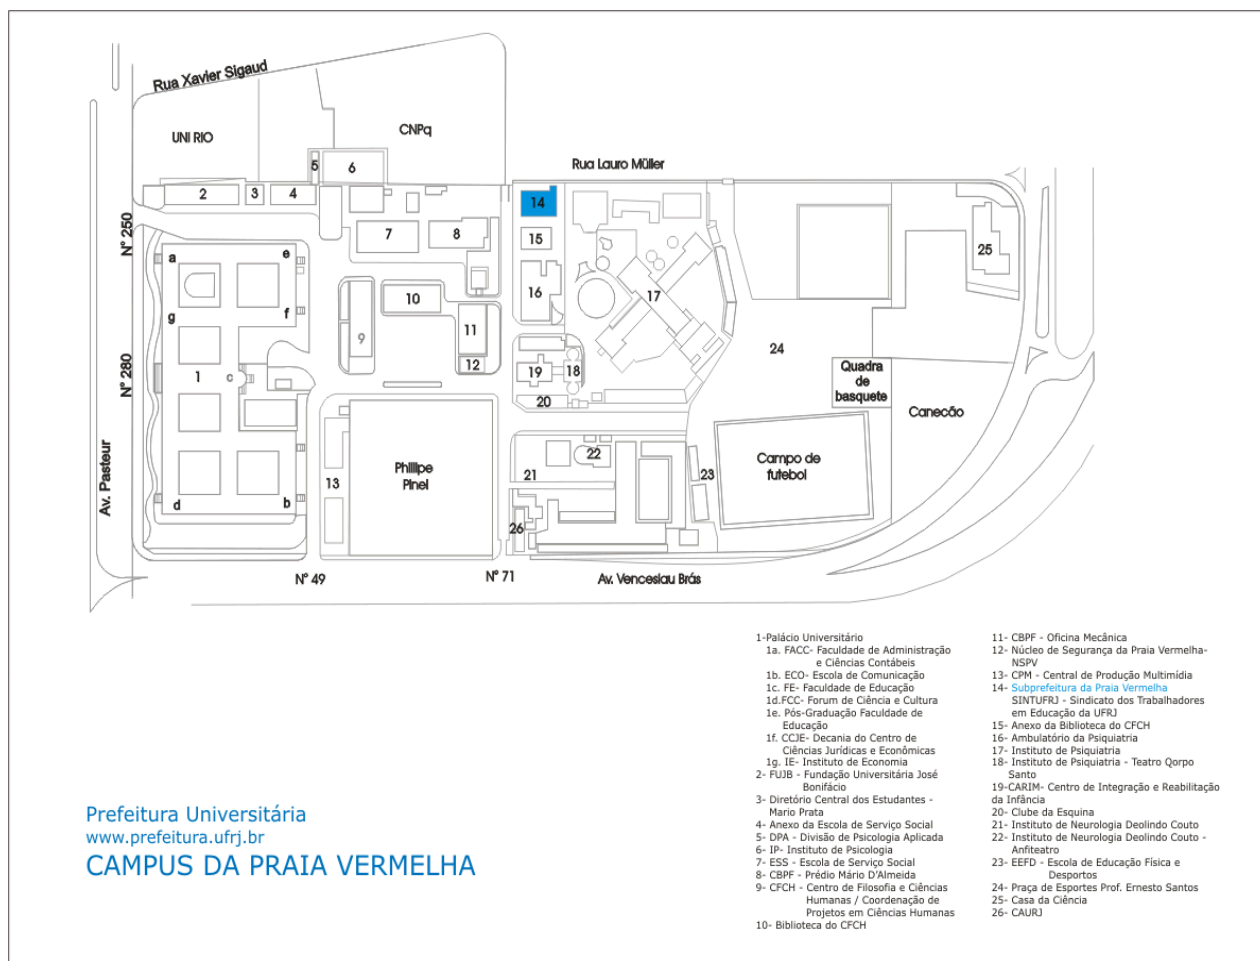 Rua Xavier Sigaud
UNI RIO
CNPq
Rua Lauro Müller
5
6
2
3
4
14
N° 250
7
8
15
25
a
e
16
17
10
g
f
11
9
24
N° 280
1
c
12
19
18
Quadra
de
basquete
20
Canecão
Av. Pasteur
22
Campo de
futebol
Phillipe
Pinel
21
23
13
d
b
26
N° 49
N° 71
Av. Venceslau Brás
1-Palácio Universitário
1a. FACC- Faculdade de Administração
e Ciências Contábeis
1b. ECO- Escola de Comunicação
1c. FE- Faculdade de Educação
1d.FCC- Forum de Ciência e Cultura
1e. Pós-Graduação Faculdade de
Educação
1f. CCJE- Decania do Centro de
Ciências Jurídicas e Econômicas
1g. IE- Instituto de Economia
2- FUJB - Fundação Universitária José
Bonifácio
3- Diretório Central dos Estudantes -
Mario Prata
4- Anexo da Escola de Serviço Social
5- DPA - Divisão de Psicologia Aplicada
6- IP- Instituto de Psicologia
7- ESS - Escola de Serviço Social
8- CBPF - Prédio Mário D'Almeida
9- CFCH - Centro de Filosofia e Ciências
Humanas / Coordenação de
Projetos em Ciências Humanas
10- Biblioteca do CFCH
11- CBPF - Oficina Mecânica
12- Núcleo de Segurança da Praia Vermelha-
NSPV
13- CPM - Central de Produção Multimídia
14- Subprefeitura da Praia Vermelha
SINTUFRJ - Sindicato dos Trabalhadores
em Educação da UFRJ
15- Anexo da Biblioteca do CFCH
16- Ambulatório da Psiquiatria
17- Instituto de Psiquiatria
18- Instituto de Psiquiatria - Teatro Qorpo
Santo
19-CARIM- Centro de Integração e Reabilitação
da Infância
20- Clube da Esquina
21- Instituto de Neurologia Deolindo Couto
22- Instituto de Neurologia Deolindo Couto -
Anfiteatro
23- EEFD - Escola de Educação Física e
Desportos
24- Praça de Esportes Prof. Ernesto Santos
25- Casa da Ciência
26- CAURJ
Prefeitura Universitária
www.prefeitura.ufrj.br
CAMPUS DA PRAIA VERMELHA